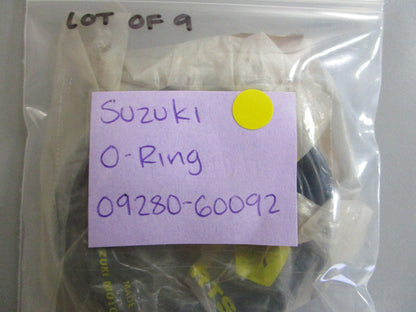 LOT OF 9
Suzuki
O-Ring
09280-60092